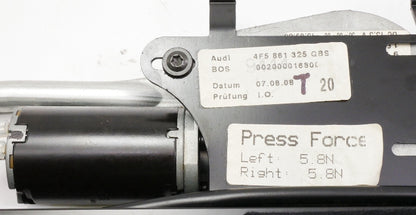 Audi 4F5 861 325 QBS
BOS
Datum 07.08.08 T 20
Prüfung I.O.
Press Force
Left: 5.8N
Right: 5.8N